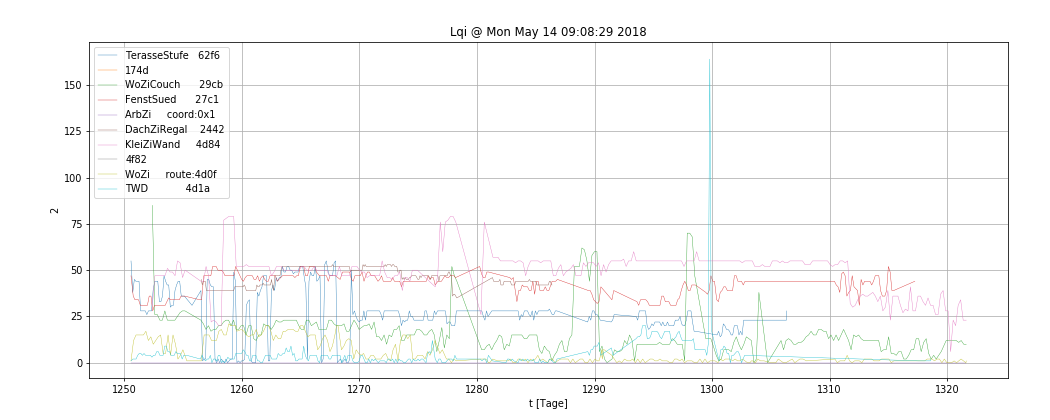 Lqi @ Mon May 14 09:08:29 2018
TerasseStufe 62f6
174d
WoZiCouch 29cb
FenstSued 27c1
ArbZi coord:0x1
DachZiRegal 2442
KleiZiWand 4d84
4f82
WoZi route:4d0f
TWD 4d1a
150
125
100
75
50
25
0
2
1250 1260 1270 1280 1290 1300 1310 1320
t [Tage]